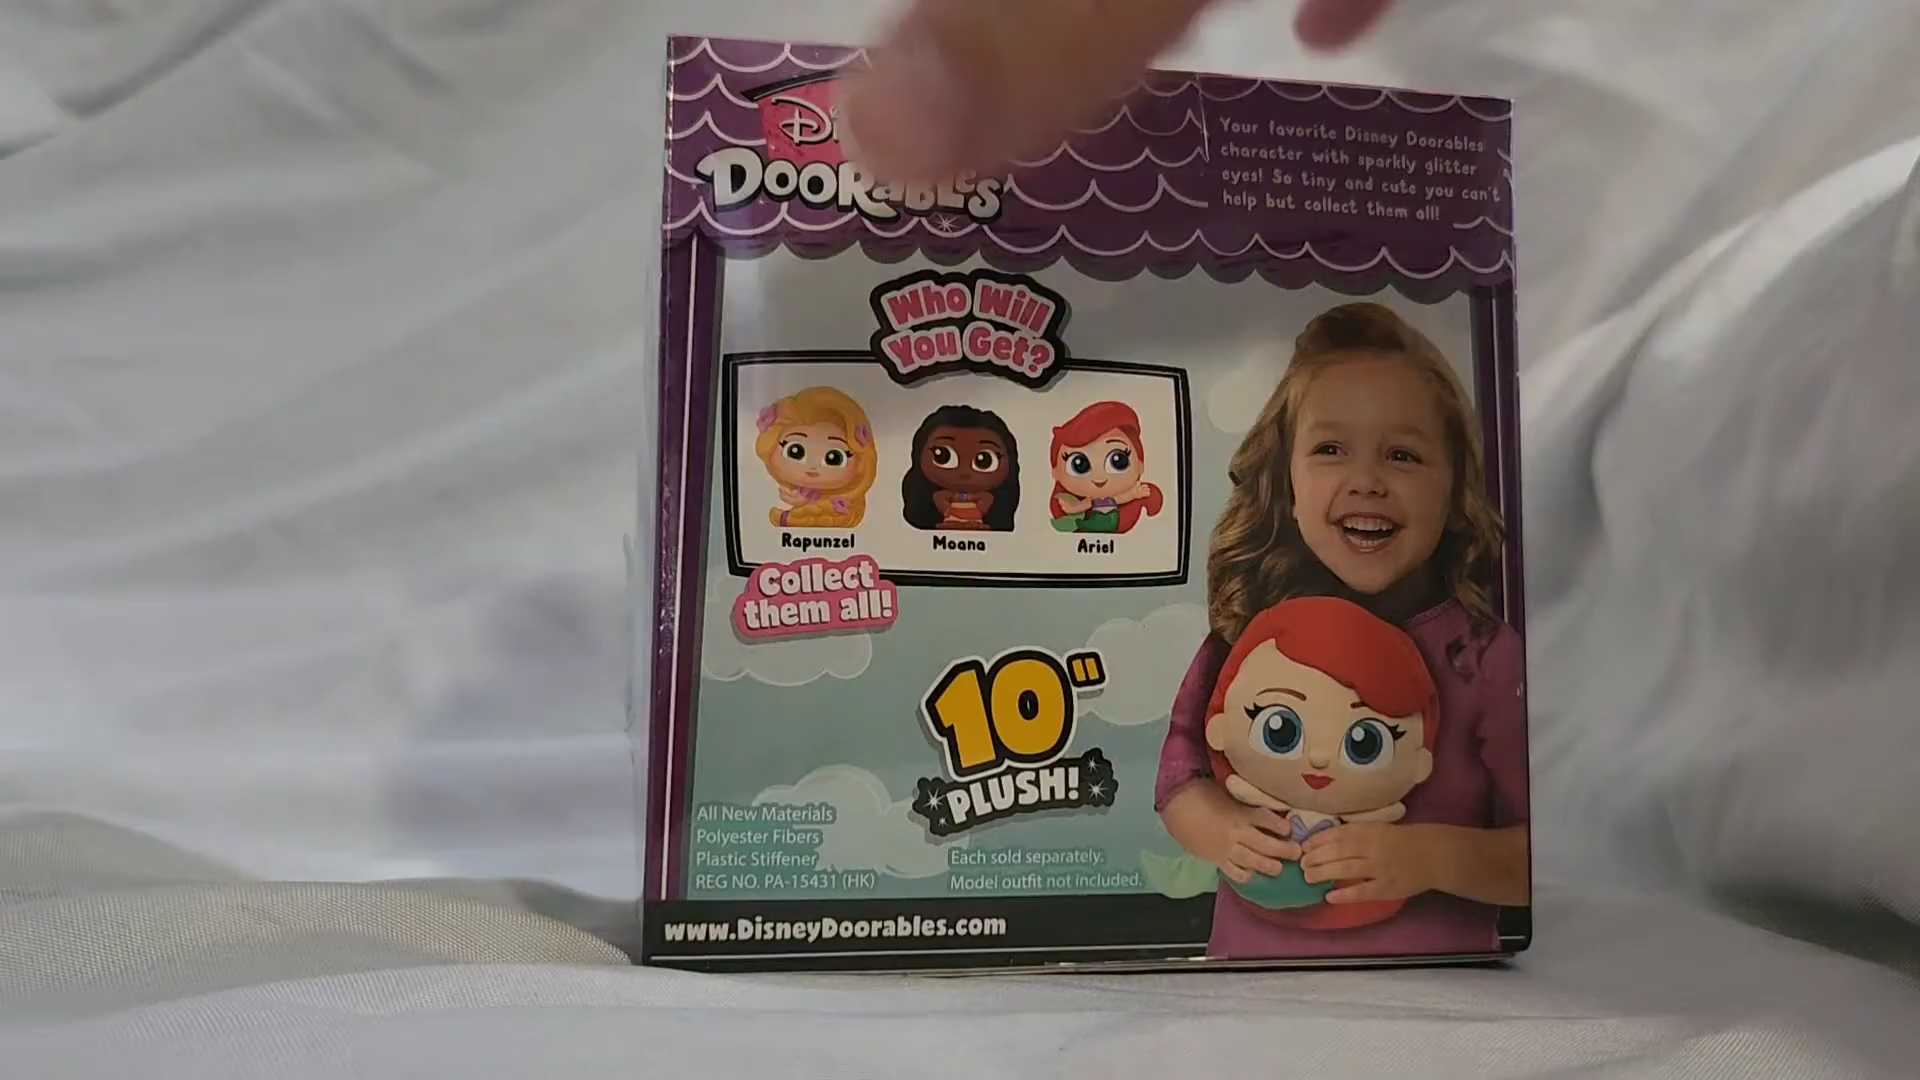 DOORABLES
Your favorite Disney Doorables
character with sparkly glitter
eyes! So tiny and cute you can't
help but collect them all!
Who Will
You Get?
Rapunzel
Moana
Ariel
Collect
them all!
10"
PLUSH!
All New Materials
Polyester Fibers
Plastic Stiffener
REG NO. PA-15431 (HK)
Each sold separately.
Model outfit not included.
www.DisneyDoorables.com